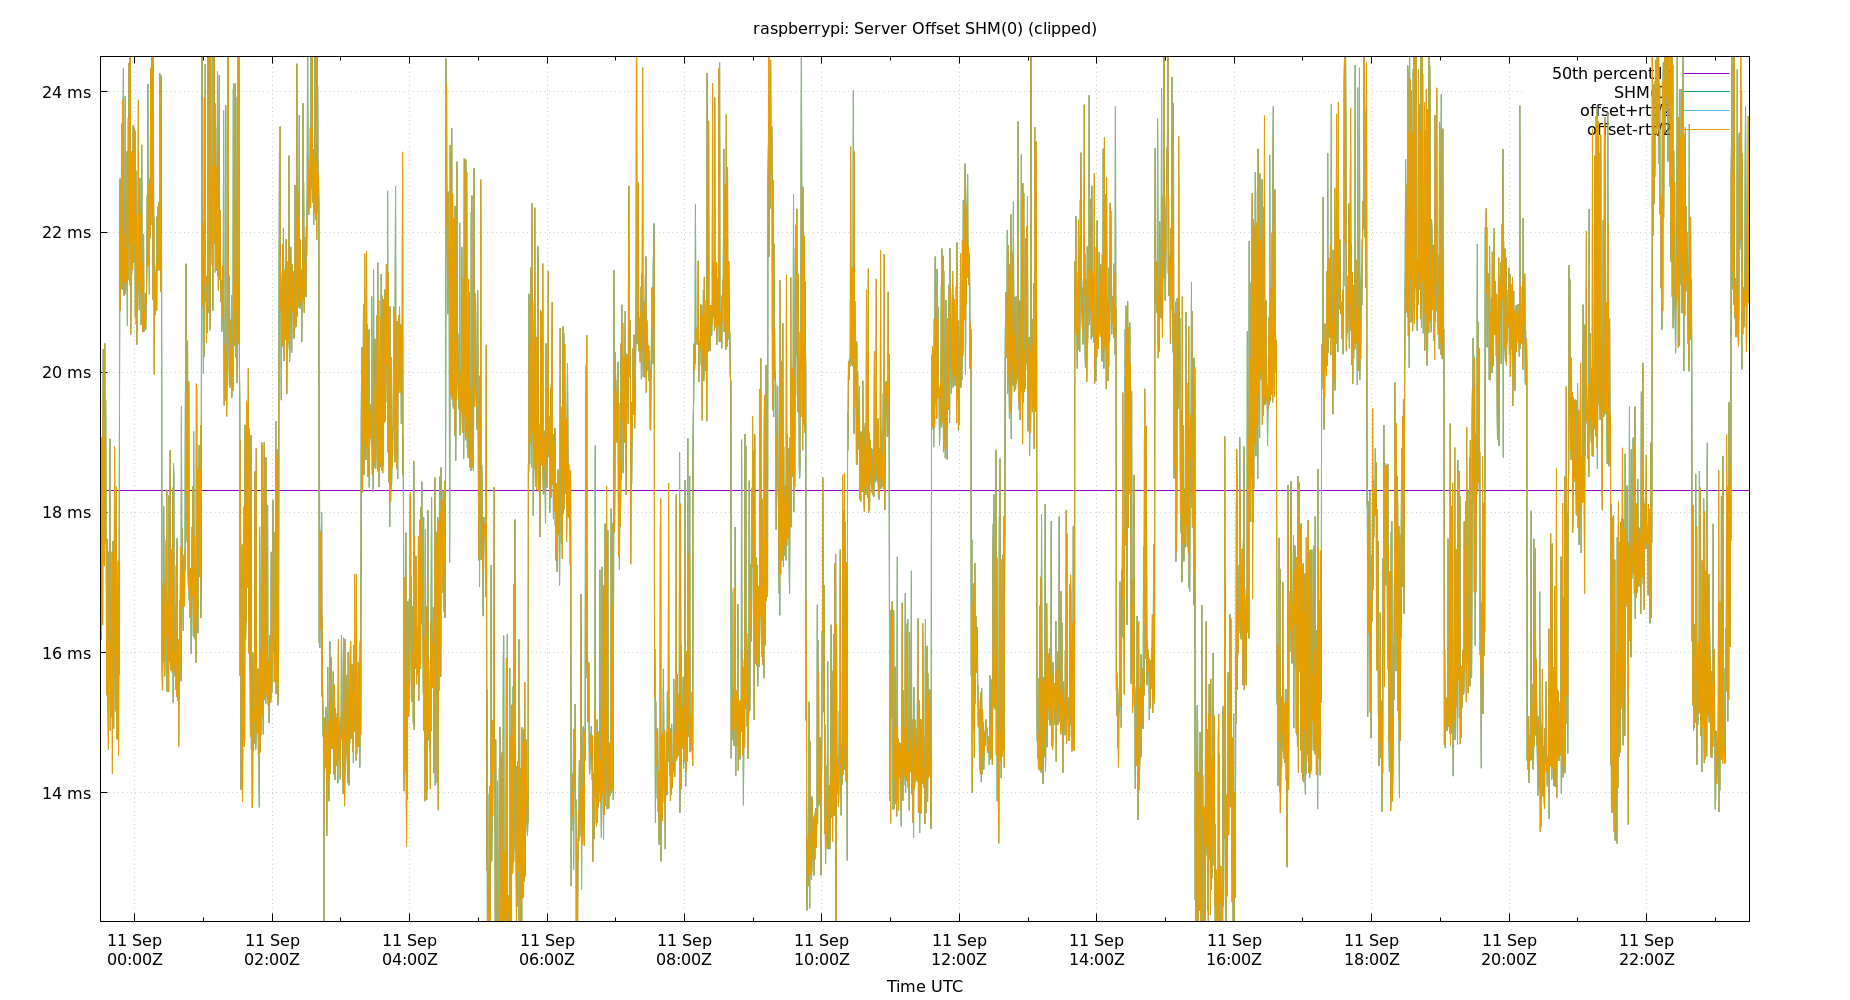 raspberrypi: Server Offset SHM(0) (clipped)
50th percentile
24 ms
offset+rtt/2
offset-rtt/2
22 ms
20 ms
18 ms
16 ms
14 ms
11 Sep 11 Sep 11 Sep 11 Sep 11 Sep 11 Sep 11 Sep 11 Sep 11 Sep 11 Sep 11 Sep 11 Sep
00:00Z 02:00Z 04:00Z 06:00Z 08:00Z 10:00Z 12:00Z 14:00Z 16:00Z 18:00Z 20:00Z 22:00Z
Time UTC